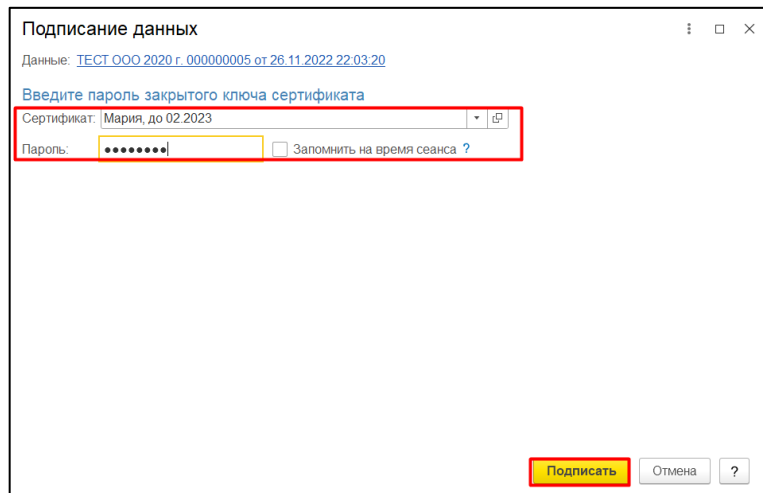 Подписание данных
Данные: ТЕСТ ООО 2020 г. 000000005 от 26.11.2022 22:03:20
Введите пароль закрытого ключа сертификата
Сертификат: Мария, до 02.2023
Пароль: ●●●●●●●● Запомнить на время сеанса ?
Подписать Отмена ?